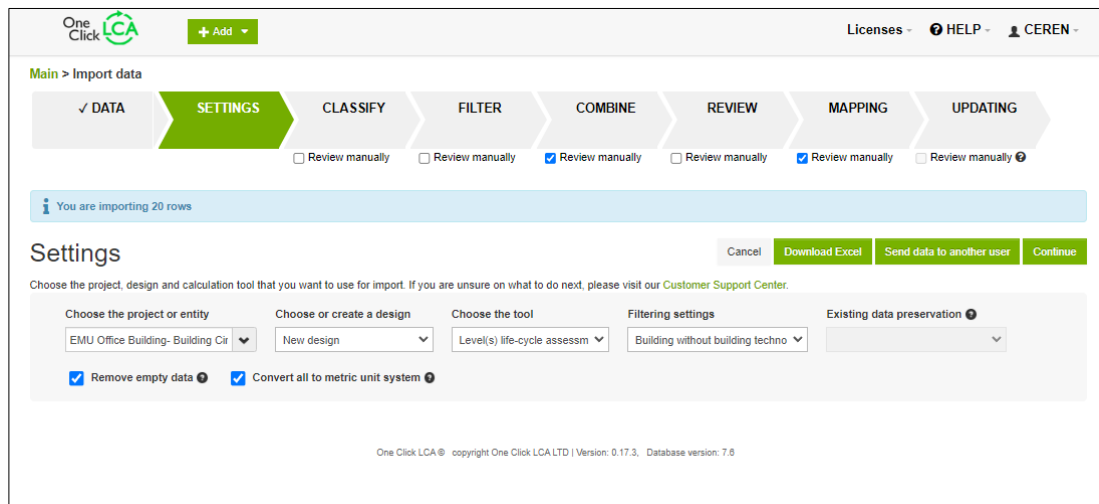 One Click LCA
+ Add
Licenses
HELP
CEREN
Main > Import data
✓ DATA
SETTINGS
CLASSIFY
FILTER
COMBINE
REVIEW
MAPPING
UPDATING
Review manually
Review manually
Review manually
Review manually
Review manually
Review manually
You are importing 20 rows
Settings
Cancel
Download Excel
Send data to another user
Continue
Choose the project, design and calculation tool that you want to use for import. If you are unsure on what to do next, please visit our Customer Support Center.
Choose the project or entity
Choose or create a design
Choose the tool
Filtering settings
Existing data preservation
EMU Office Building- Building Cir
New design
Level(s) life-cycle assessm
Building without building techno
Remove empty data
Convert all to metric unit system
One Click LCA © copyright One Click LCA LTD | Version: 0.17.3, Database version: 7.6